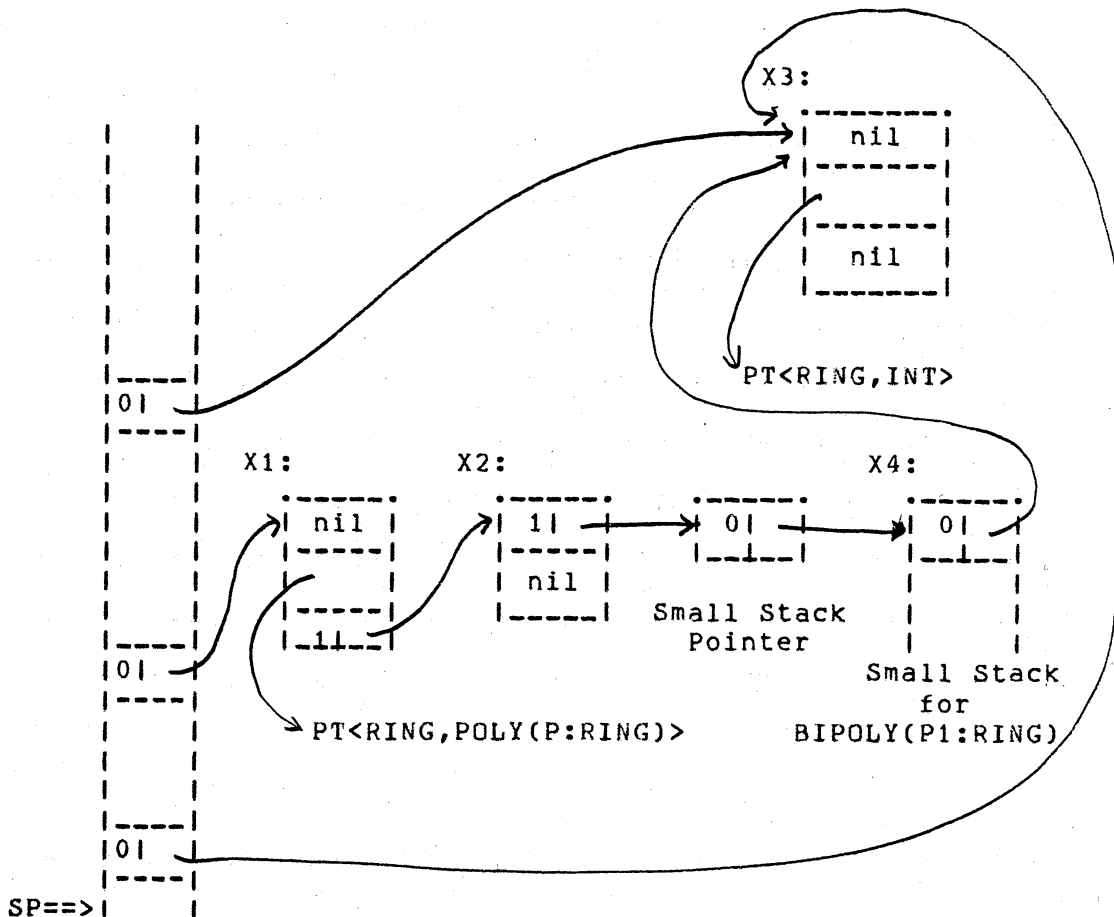 X3:
nil
nil
PT<RING,INT>
0|
X1:
X2:
X4:
nil
1|
0|
0|
nil
1|
Small Stack
Pointer
0|
Small Stack
for
BIPOLY(P1:RING)
PT<RING,POLY(P:RING)>
0|
SP==>